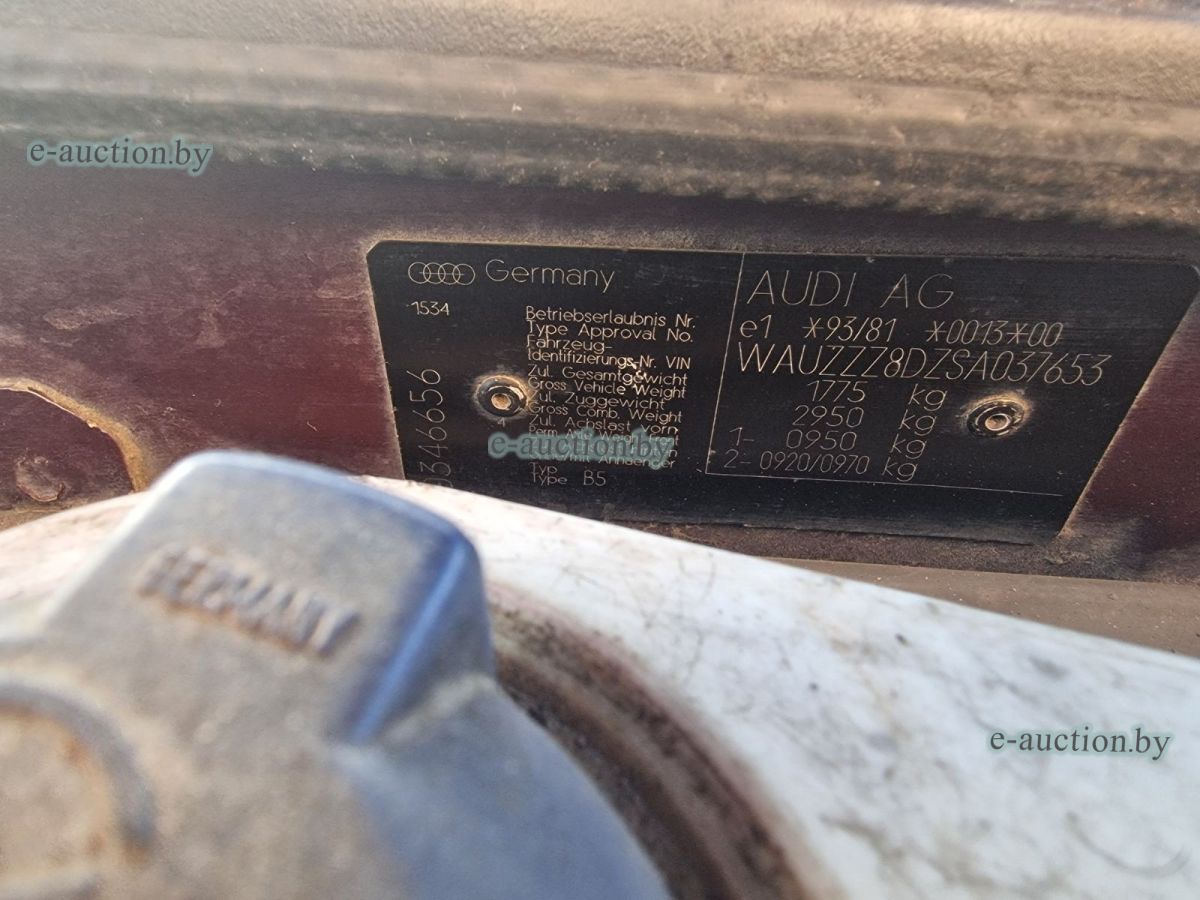 e-auction.by
Germany
AUDI AG
1534
Betriebserlaubnis Nr.
Type Approval No.
e1 *93/81 *0013*00
Fahrzeug-
Identifizierungs-Nr. VIN
WAUZZZ8DZSA037653
Zul. Gesamtgewicht
Gross Vehicle Weight
1775 kg
Zul. Zuggewicht
Gross Comb. Weight
2950 kg
Zul. Achslast vorn
1- 0950 kg
2- 0920/0970 kg
e-auction.by
Typ
Type B5
0346656
GERMANY
e-auction.by